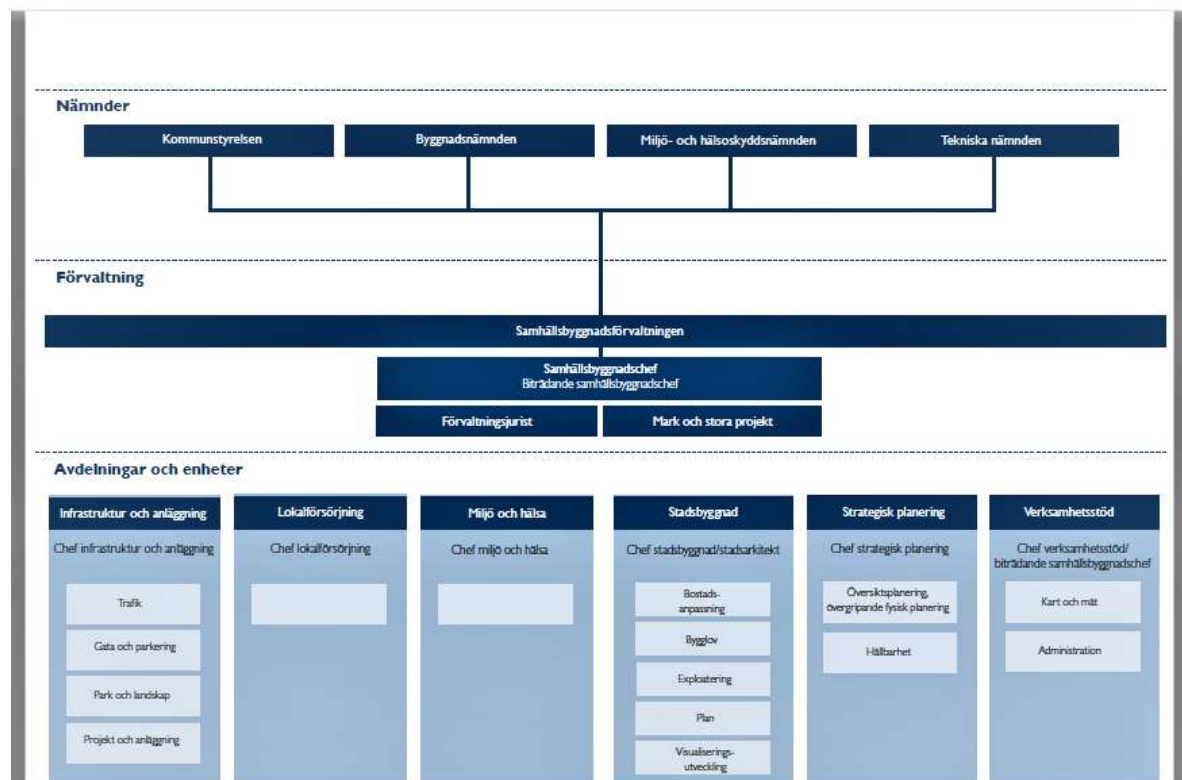 Nämnder
Kommunstyrelsen
Byggnadsnämnden
Miljö- och hälsoskyddsnämnden
Tekniska nämnden
Förvaltning
Samhällsbyggnadsförvaltningen
Samhällsbyggnadschef
Biträdande samhällsbyggnadschef
Förvaltningsjurist
Mark och stora projekt
Avdelningar och enheter
Infrastruktur och anläggning
Chef infrastruktur och anläggning
Trafik
Gata och parkering
Park och landskap
Projekt och anläggning
Lokalförsörjning
Chef lokalförsörjning
Miljö och hälsa
Chef miljö och hälsa
Stadsbyggnad
Chef stadsbyggnad/stadsarkitekt
Bostads-
anpassning
Bygglov
Exploatering
Plan
Visualiserings-
utveckling
Strategisk planering
Chef strategisk planering
Översiktsplanering,
övergripande fysisk planering
Hållbarhet
Verksamhetsstöd
Chef verksamhetsstöd/
biträdande samhällsbyggnadschef
Kart och mät
Administration